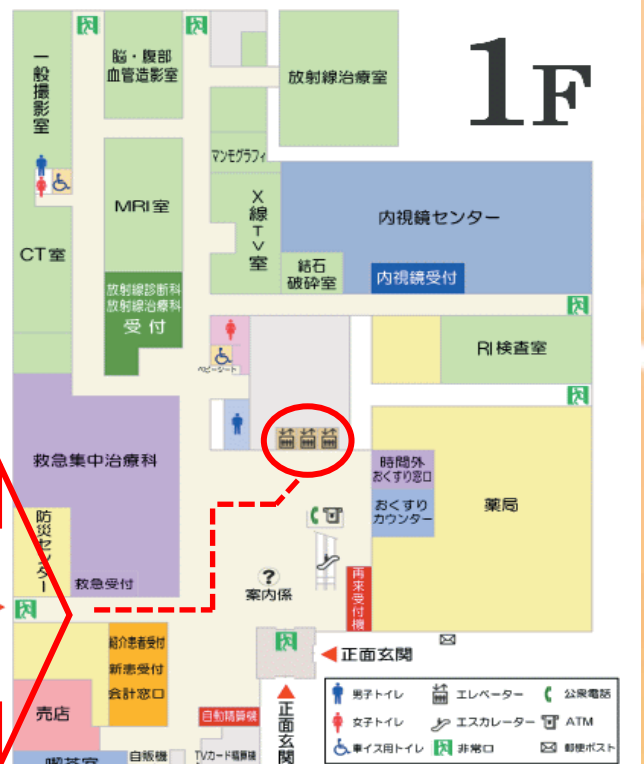 1F
一般撮影室
脳・腹部
血管造影室
放射線治療室
マンモグラフィ
MRI室
X線TV室
内視鏡センター
CT室
結石
破砕室
内視鏡受付
放射線診断科
放射線治療科
受付
RI検査室
ベビーシート
救急集中治療科
時間外
おくすり窓口
薬局
おくすり
カウンター
防災センター
救急受付
?
案内係
再来受付機
紹介患者受付
新患受付
会計窓口
正面玄関
売店
自動精算機
正面玄関
喫茶室
自販機
TVカード精算機
男子トイレ
エレベーター
公衆電話
女子トイレ
エスカレーター
ATM
車イス用トイレ
非常口
郵便ポスト